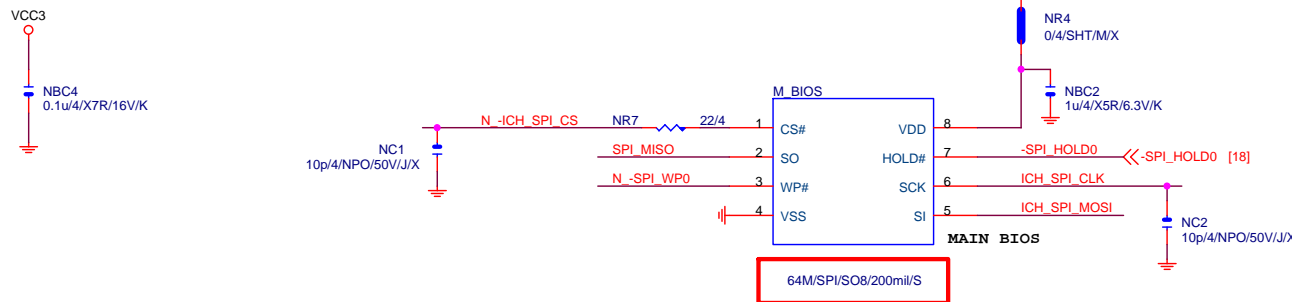 VCC3
NBC4
0.1u/4/X7R/16V/K
NR4
0/4/SHT/M/X
NBC2
1u/4/X5R/6.3V/K
M_BIOS
N_-ICH_SPI_CS
NR7
22/4
1
CS#
VDD
8
NC1
10p/4/NPO/50V/J/X
SPI_MISO
2
SO
HOLD#
7
-SPI_HOLD0
-SPI_HOLD0 [18]
N_-SPI_WP0
3
WP#
SCK
6
ICH_SPI_CLK
4
VSS
SI
5
ICH_SPI_MOSI
NC2
10p/4/NPO/50V/J/X
MAIN BIOS
64M/SPI/SO8/200mil/S